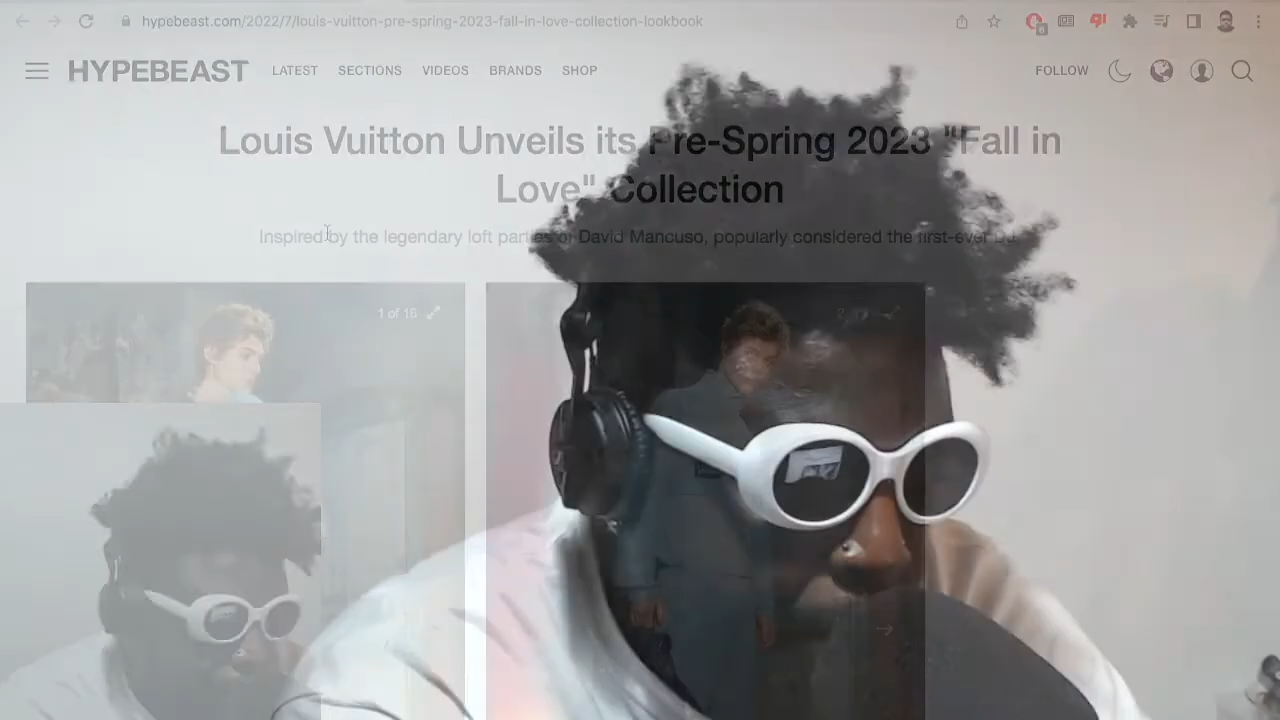 hypebeast.com/2022/7/louis-vuitton-pre-spring-2023-fall-in-love-collection-lookbook
HYPEBEAST LATEST SECTIONS VIDEOS BRANDS SHOP FOLLOW
Louis Vuitton Unveils its Pre-Spring 2023 "Fall in
Love" Collection
Inspired by the legendary loft parties of David Mancuso, popularly considered the first-ever DJ.
1 of 16